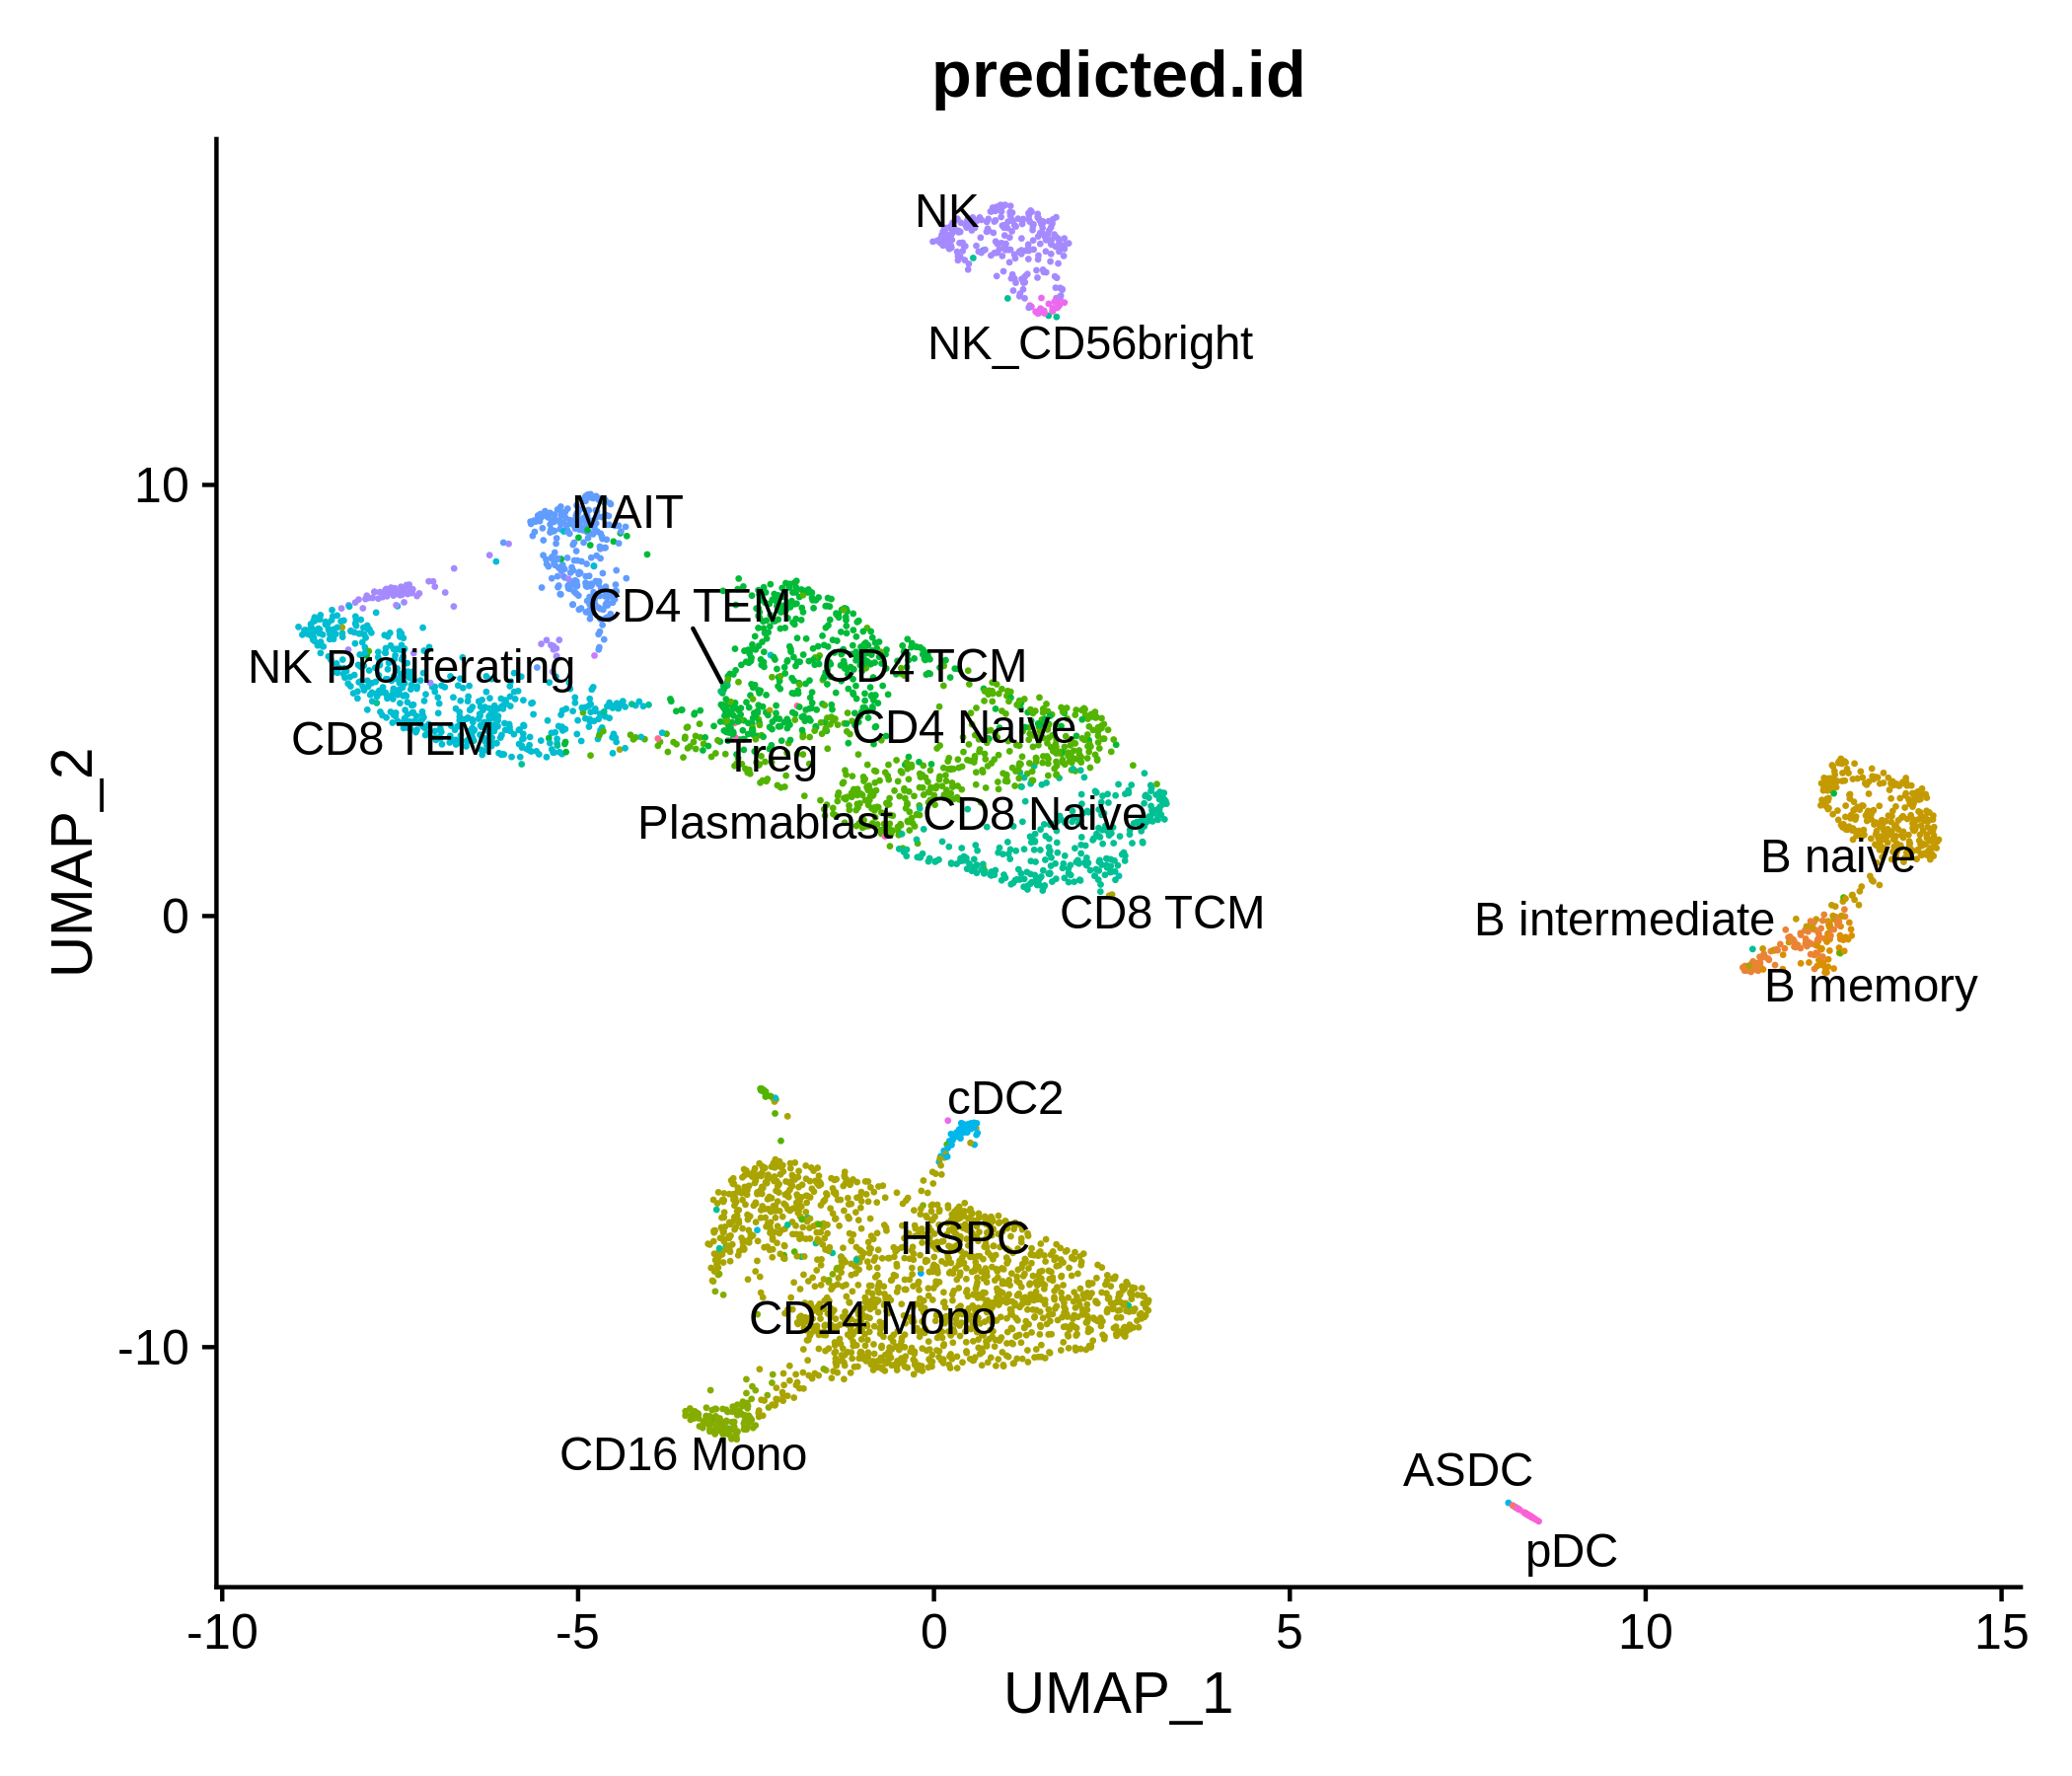 predicted.id
NK
NK_CD56bright
10
MAIT
CD4 TEM
NK Proliferating
CD4 TCM
CD8 TEM
CD4 Naive
Treg
Plasmablast
CD8 Naive
B naive
CD8 TCM
B intermediate
0
B memory
UMAP_2
cDC2
HSPC
CD14 Mono
-10
CD16 Mono
ASDC
pDC
-10
-5
0
5
10
15
UMAP_1